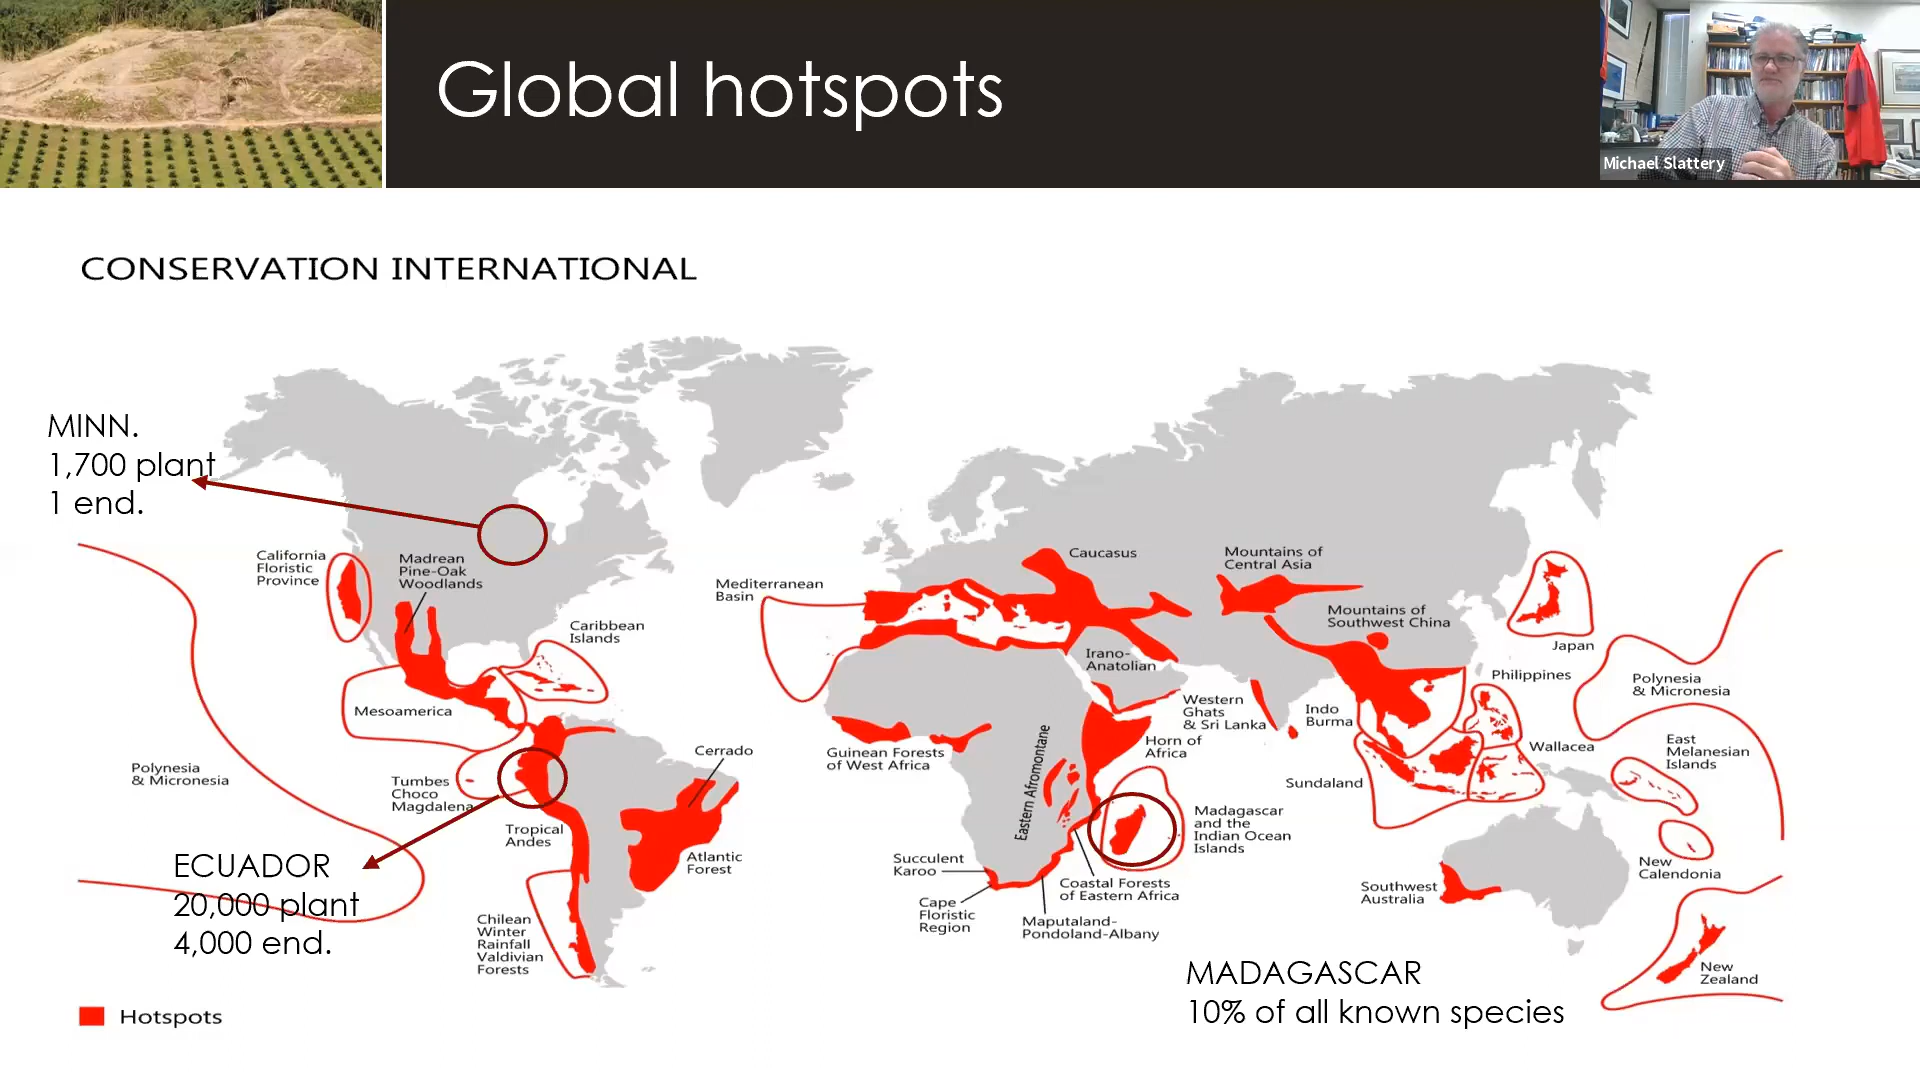 Global hotspots
Michael Slattery
CONSERVATION INTERNATIONAL
MINN.
1,700 plant
1 end.
California
Floristic
Province
Madrean
Pine-Oak
Woodlands
Caribbean
Islands
Mesoamerica
Polynesia
& Micronesia
Tumbes
Choco
Magdalena
Tropical
Andes
Cerrado
Atlantic
Forest
Chilean
Winter
Rainfall
Valdivian
Forests
ECUADOR
20,000 plant
4,000 end.
Mediterranean
Basin
Caucasus
Irano-
Anatolian
Mountains of
Central Asia
Mountains of
Southwest China
Japan
Philippines
Polynesia
& Micronesia
Western
Ghats
& Sri Lanka
Indo
Burma
Guinean Forests
of West Africa
Eastern Afromontane
Horn of
Africa
Sundaland
Wallacea
East
Melanesian
Islands
Madagascar
and the
Indian Ocean
Islands
Succulent
Karoo
Cape
Floristic
Region
Coastal Forests
of Eastern Africa
Maputaland-
Pondoland-Albany
Southwest
Australia
New
Calendonia
New
Zealand
MADAGASCAR
10% of all known species
Hotspots